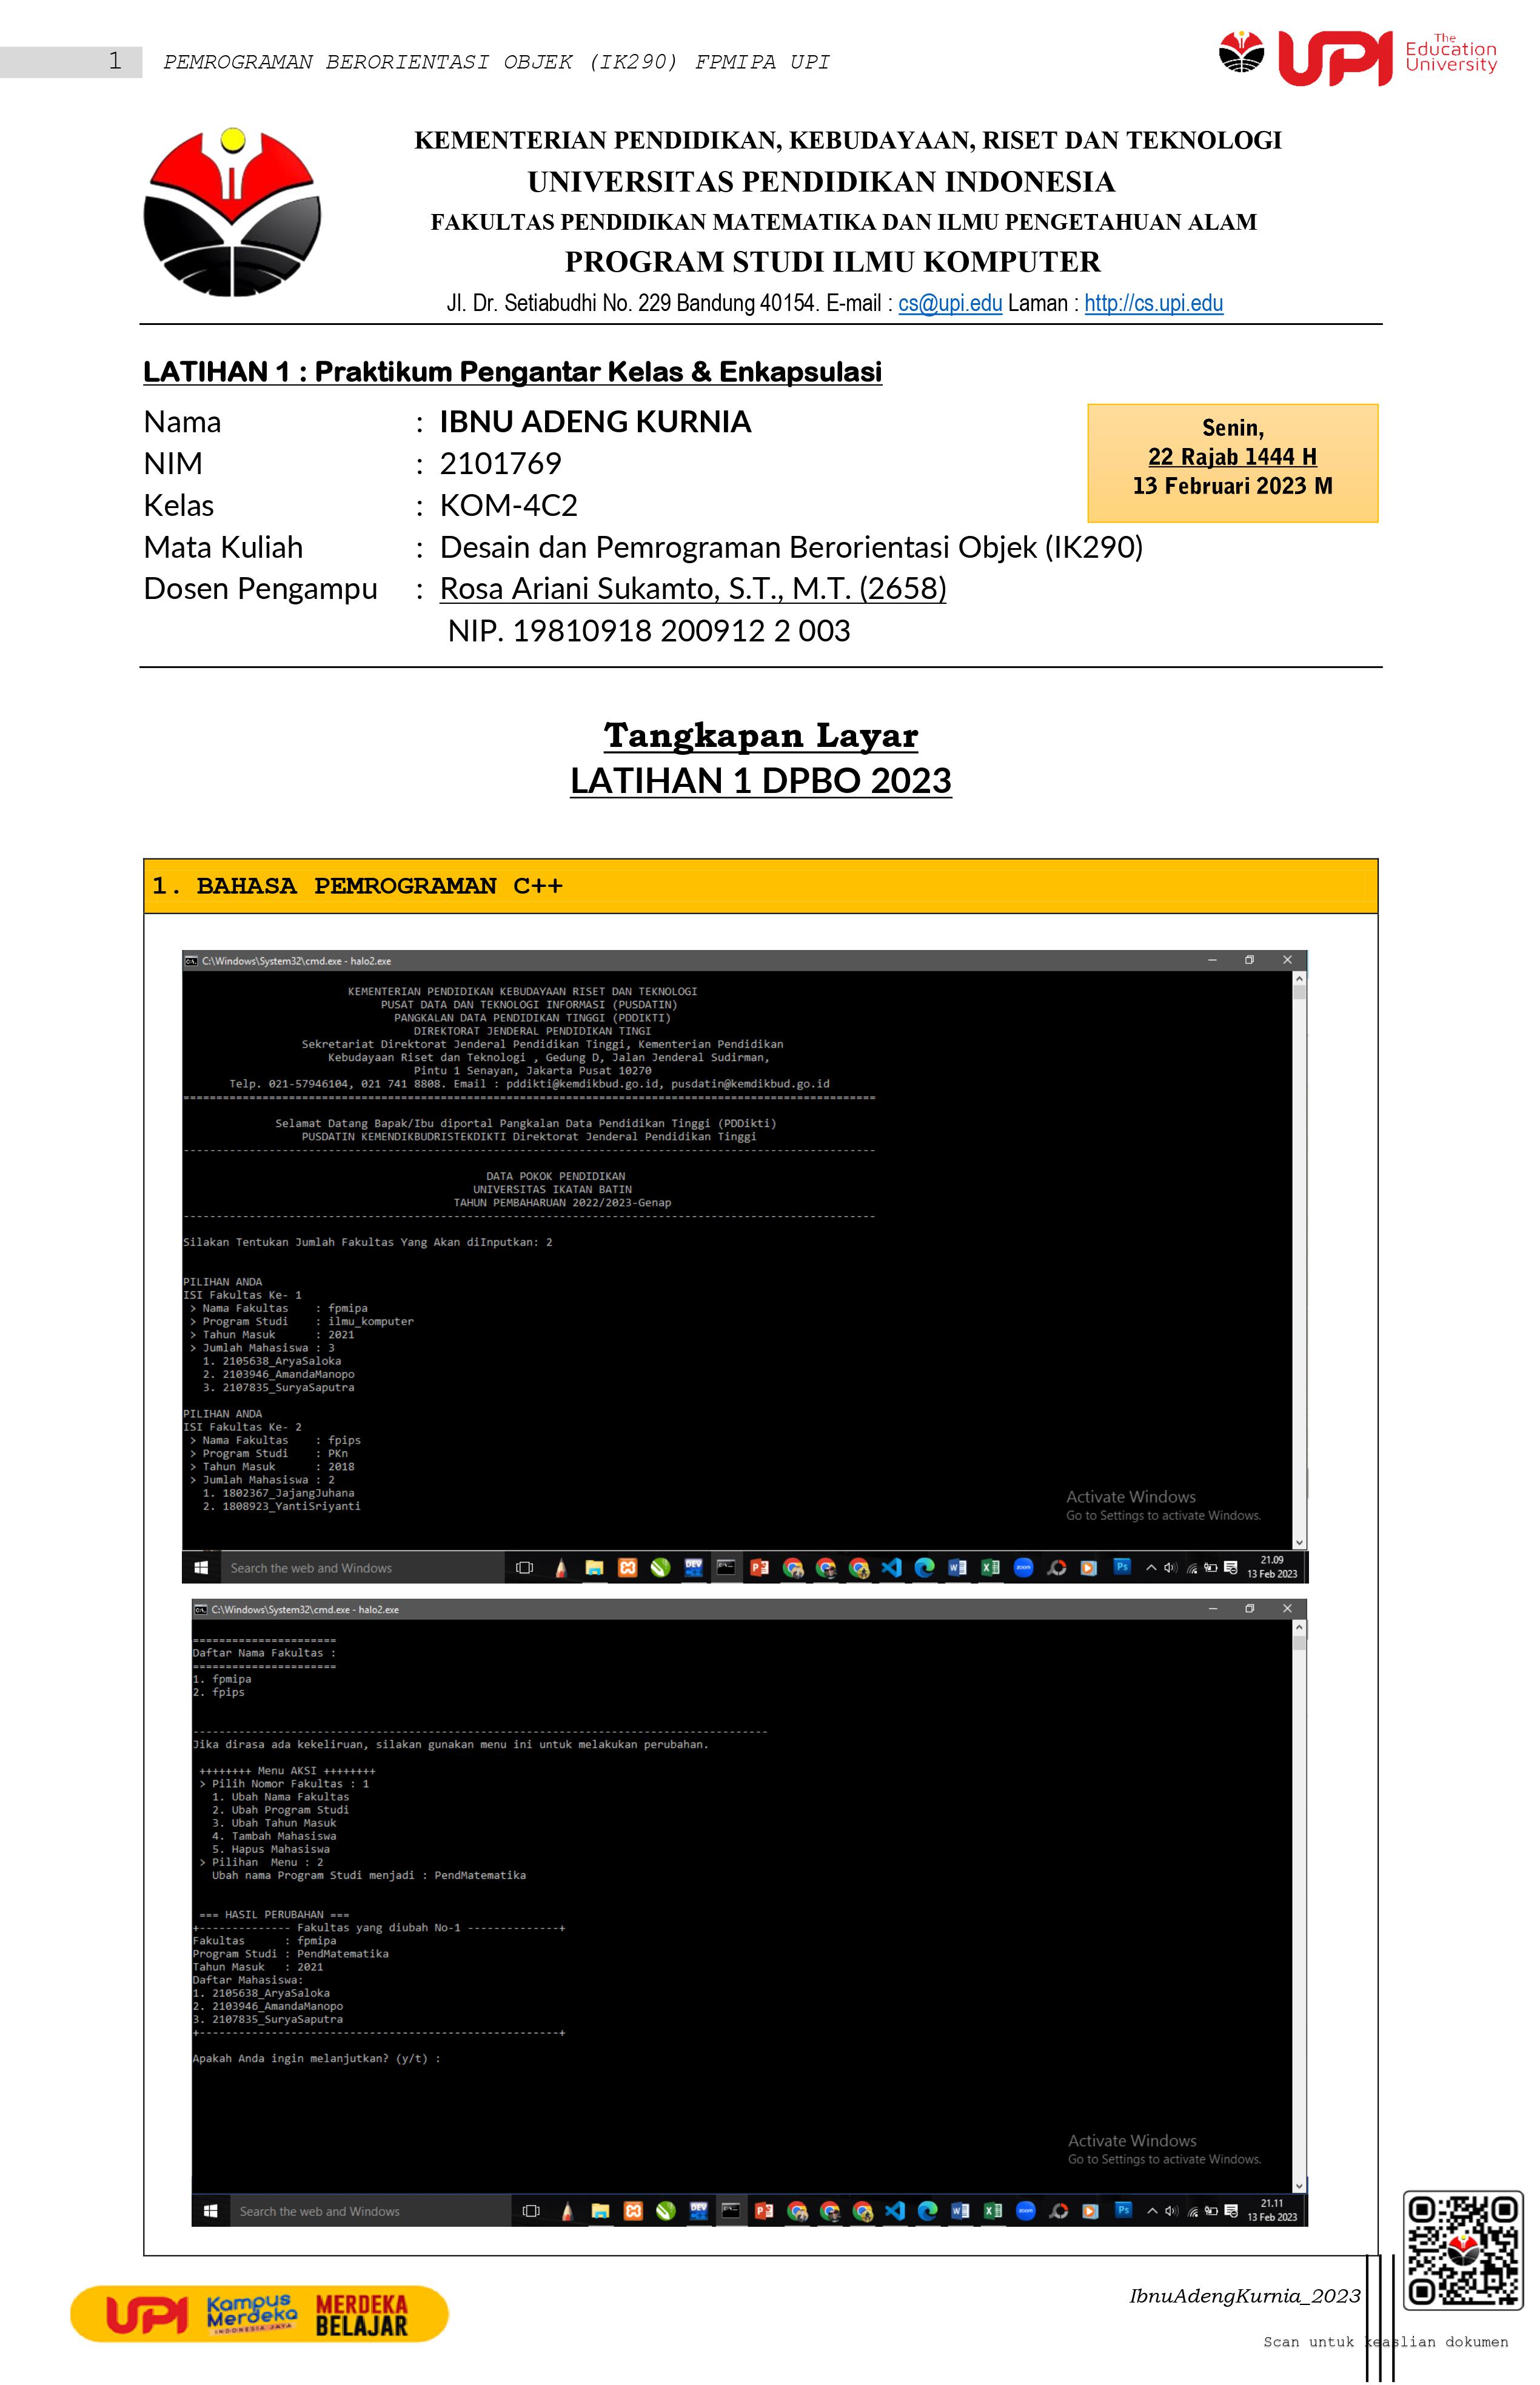 1 PEMROGRAMAN BERORIENTASI OBJEK (IK290) FPMIPA UPI
UPI The Education University
KEMENTERIAN PENDIDIKAN, KEBUDAYAAN, RISET DAN TEKNOLOGI
UNIVERSITAS PENDIDIKAN INDONESIA
FAKULTAS PENDIDIKAN MATEMATIKA DAN ILMU PENGETAHUAN ALAM
PROGRAM STUDI ILMU KOMPUTER
Jl. Dr. Setiabudhi No. 229 Bandung 40154. E-mail : cs@upi.edu Laman : http://cs.upi.edu
LATIHAN 1 : Praktikum Pengantar Kelas & Enkapsulasi
Nama : IBNU ADENG KURNIA
NIM : 2101769
Kelas : KOM-4C2
Mata Kuliah : Desain dan Pemrograman Berorientasi Objek (IK290)
Dosen Pengampu : Rosa Ariani Sukamto, S.T., M.T. (2658)
NIP. 19810918 200912 2 003
Senin,
22 Rajab 1444 H
13 Februari 2023 M
Tangkapan Layar
LATIHAN 1 DPBO 2023
1. BAHASA PEMROGRAMAN C++
C:\Windows\System32\cmd.exe - halo2.exe
KEMENTERIAN PENDIDIKAN KEBUDAYAAN RISET DAN TEKNOLOGI
PUSAT DATA DAN TEKNOLOGI INFORMASI (PUSDATIN)
PANGKALAN DATA PENDIDIKAN TINGGI (PDDIKTI)
DIREKTORAT JENDERAL PENDIDIKAN TINGI
Sekretariat Direktorat Jenderal Pendidikan Tinggi, Kementerian Pendidikan
Kebudayaan Riset dan Teknologi , Gedung D, Jalan Jenderal Sudirman,
Pintu 1 Senayan, Jakarta Pusat 10270
Telp. 021-57946104, 021 741 8808. Email : pddikti@kemdikbud.go.id, pusdatin@kemdikbud.go.id
Selamat Datang Bapak/Ibu diportal Pangkalan Data Pendidikan Tinggi (PDDikti)
PUSDATIN KEMENDIKBUDRISTEKDIKTI Direktorat Jenderal Pendidikan Tinggi
DATA POKOK PENDIDIKAN
UNIVERSITAS IKATAN BATIN
TAHUN PEMBAHARUAN 2022/2023-Genap
Silakan Tentukan Jumlah Fakultas Yang Akan diInputkan: 2
PILIHAN ANDA
ISI Fakultas Ke- 1
> Nama Fakultas : fpmipa
> Program Studi : ilmu_komputer
> Tahun Masuk : 2021
> Jumlah Mahasiswa : 3
1. 2105638_AryaSaloka
2. 2103946_AmandaManopo
3. 2107835_SuryaSaputra
PILIHAN ANDA
ISI Fakultas Ke- 2
> Nama Fakultas : fpips
> Program Studi : PKn
> Tahun Masuk : 2018
> Jumlah Mahasiswa : 2
1. 1802367_JajangJuhana
2. 1808923_YantiSriyanti
Activate Windows
Go to Settings to activate Windows.
Search the web and Windows
21.09
13 Feb 2023
C:\Windows\System32\cmd.exe - halo2.exe
======================
Daftar Nama Fakultas :
======================
1. fpmipa
2. fpips
Jika dirasa ada kekeliruan, silakan gunakan menu ini untuk melakukan perubahan.
++++++++ Menu AKSI ++++++++
> Pilih Nomor Fakultas : 1
1. Ubah Nama Fakultas
2. Ubah Program Studi
3. Ubah Tahun Masuk
4. Tambah Mahasiswa
5. Hapus Mahasiswa
> Pilihan  Menu : 2
Ubah nama Program Studi menjadi : PendMatematika
=== HASIL PERUBAHAN ===
+-------------- Fakultas yang diubah No-1 --------------+
Fakultas : fpmipa
Program Studi : PendMatematika
Tahun Masuk : 2021
Daftar Mahasiswa:
1. 2105638_AryaSaloka
2. 2103946_AmandaManopo
3. 2107835_SuryaSaputra
+-------------------------------------------------------+
Apakah Anda ingin melanjutkan? (y/t) :
Activate Windows
Go to Settings to activate Windows.
Search the web and Windows
21.11
13 Feb 2023
UPI Kampus Merdeka INDONESIA JAYA MERDEKA BELAJAR
IbnuAdengKurnia_2023
Scan untuk keaslian dokumen